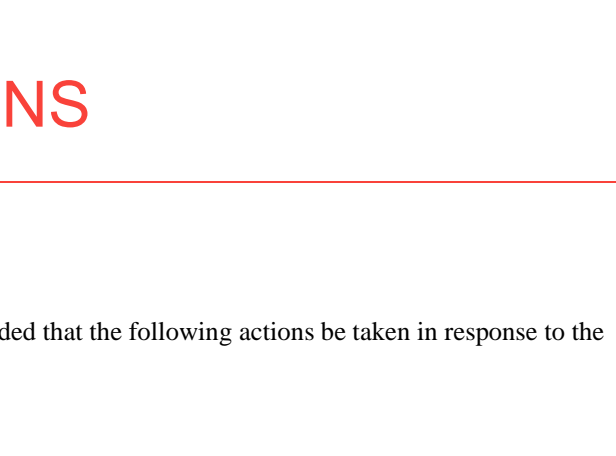 NS
ded that the following actions be taken in response to the